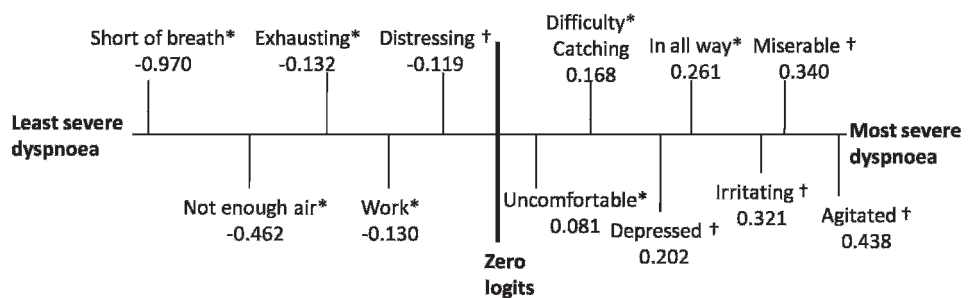 Short of breath*
-0.970
Exhausting*
-0.132
Distressing †
-0.119
Difficulty*
Catching
0.168
In all way*
0.261
Miserable †
0.340
Least severe
dyspnoea
Most severe
dyspnoea
Not enough air*
-0.462
Work*
-0.130
Zero
logits
Uncomfortable*
0.081
Depressed †
0.202
Irritating †
0.321
Agitated †
0.438